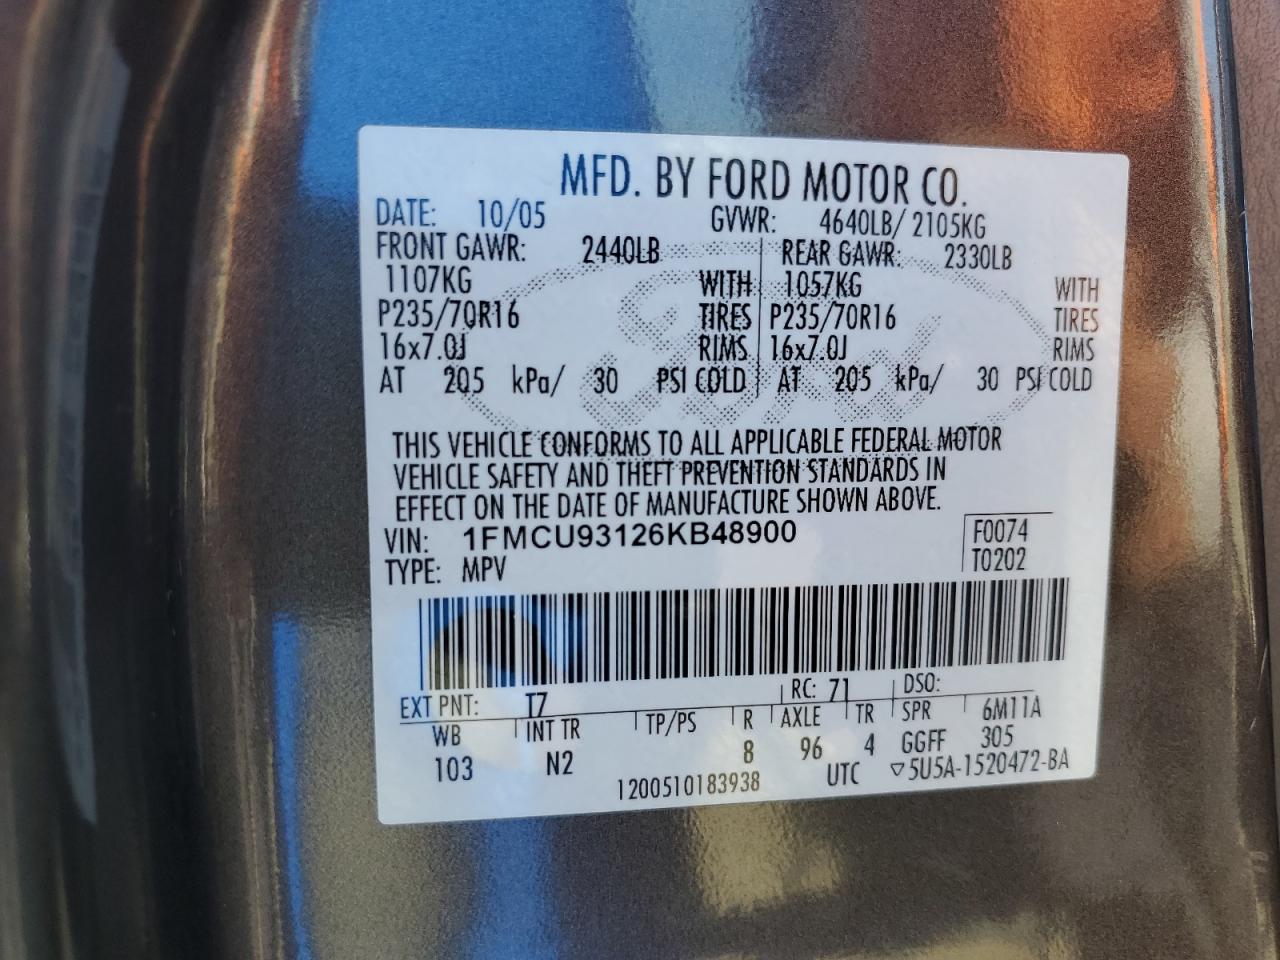 MFD. BY FORD MOTOR CO.
DATE: 10/05 GVWR: 4640LB/ 2105KG
FRONT GAWR: 2440LB REAR GAWR: 2330LB
1107KG WITH 1057KG WITH
P235/70R16 TIRES P235/70R16 TIRES
16x7.0J RIMS 16x7.0J RIMS
AT 205 kPa/ 30 PSI COLD AT 205 kPa/ 30 PSI COLD
Ford
THIS VEHICLE CONFORMS TO ALL APPLICABLE FEDERAL MOTOR
VEHICLE SAFETY AND THEFT PREVENTION STANDARDS IN
EFFECT ON THE DATE OF MANUFACTURE SHOWN ABOVE.
VIN: 1FMCU93126KB48900 F0074
TYPE: MPV T0202
EXT PNT: T7 RC: 71 DSO:
WB INT TR TP/PS R AXLE TR SPR 6M11A
103 N2 8 96 4 GGFF 305
1200510183938 UTC ▽5U5A-1520472-BA